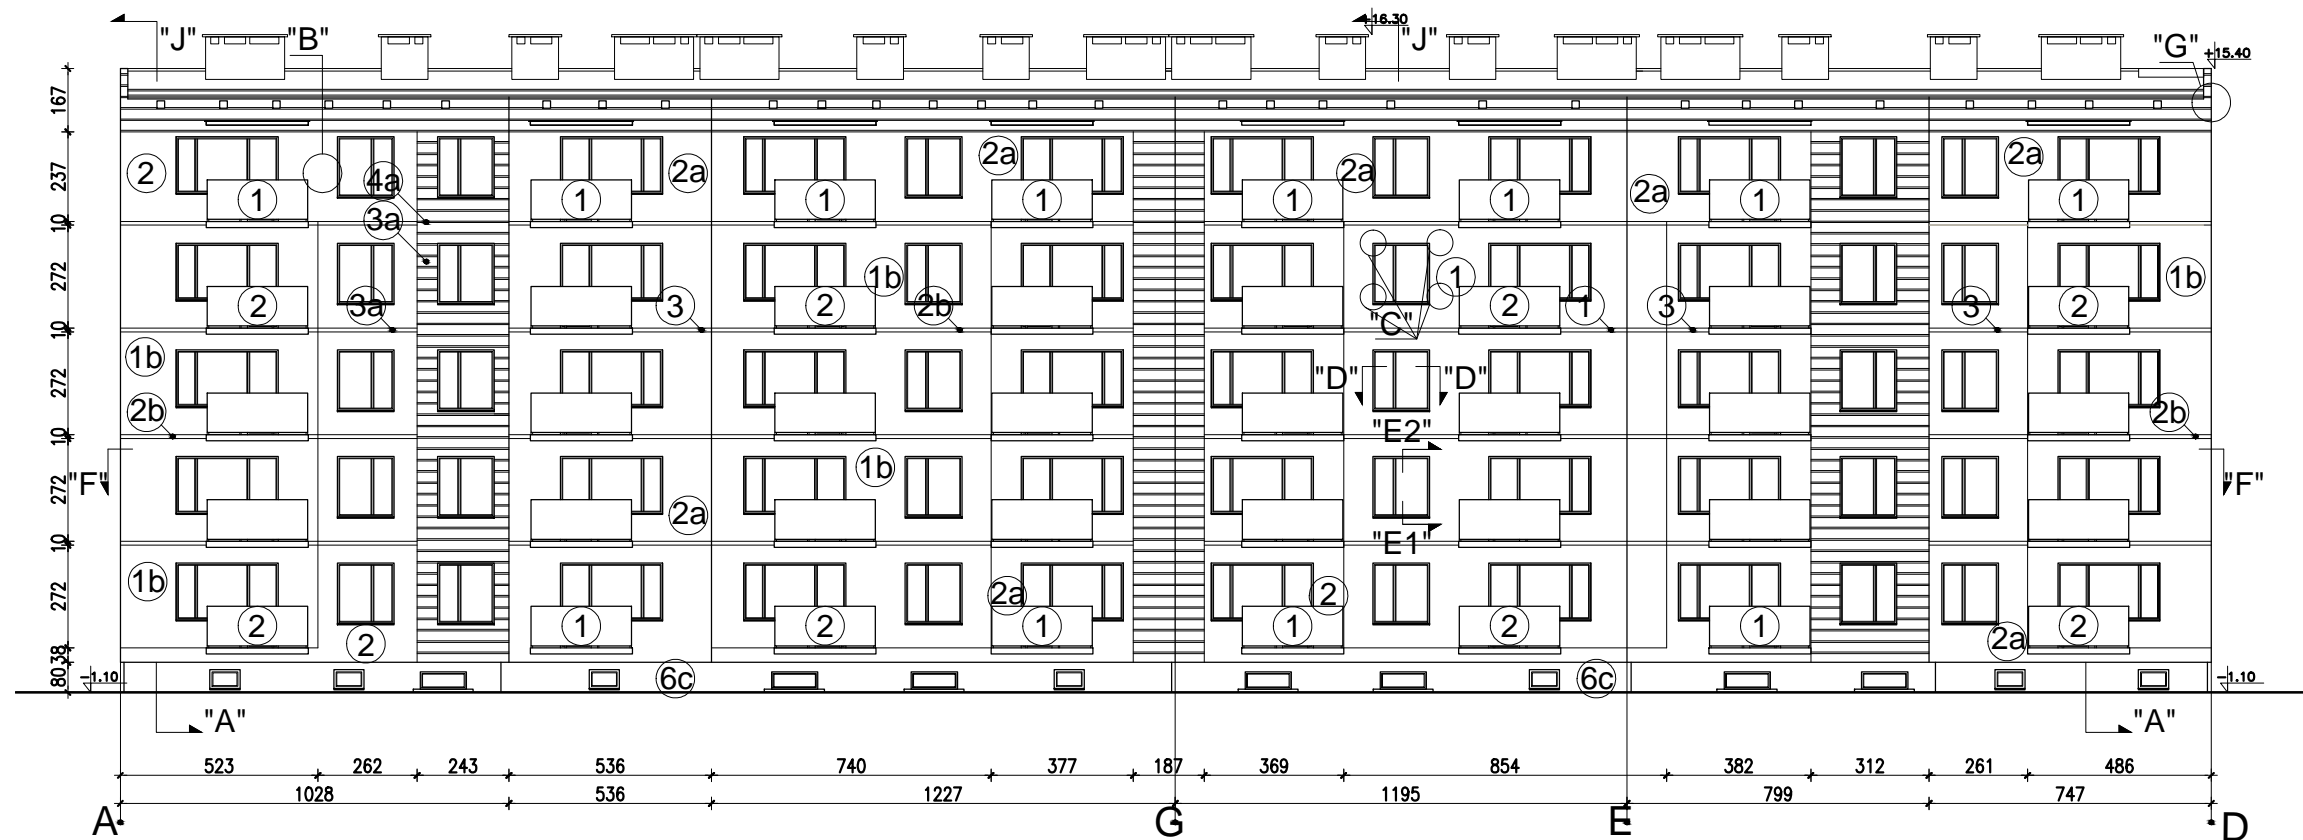 +16.30
"J" "B" "J" "G" +15.40
167
2a 2a 2a
2 4a 2a 2a
237 1 1 1 1 1 1 1 1
10 3a
272 1b 1 1b
3a 2 3 2 2b 2 1 3 3 2
10 "C"
1b
272 "D" "D"
2b 2b
10 "E2"
1b
"F" 272 "F"
2a
10 "E1"
1b
272 2a 2
2 1 2 1 1 2 1 2
2 2a
38
80 -1.10 6c 6c -1.10
"A" "A"
523 262 243 536 740 377 187 369 854 382 312 261 486
1028 536 1227 1195 799 747
A G E D